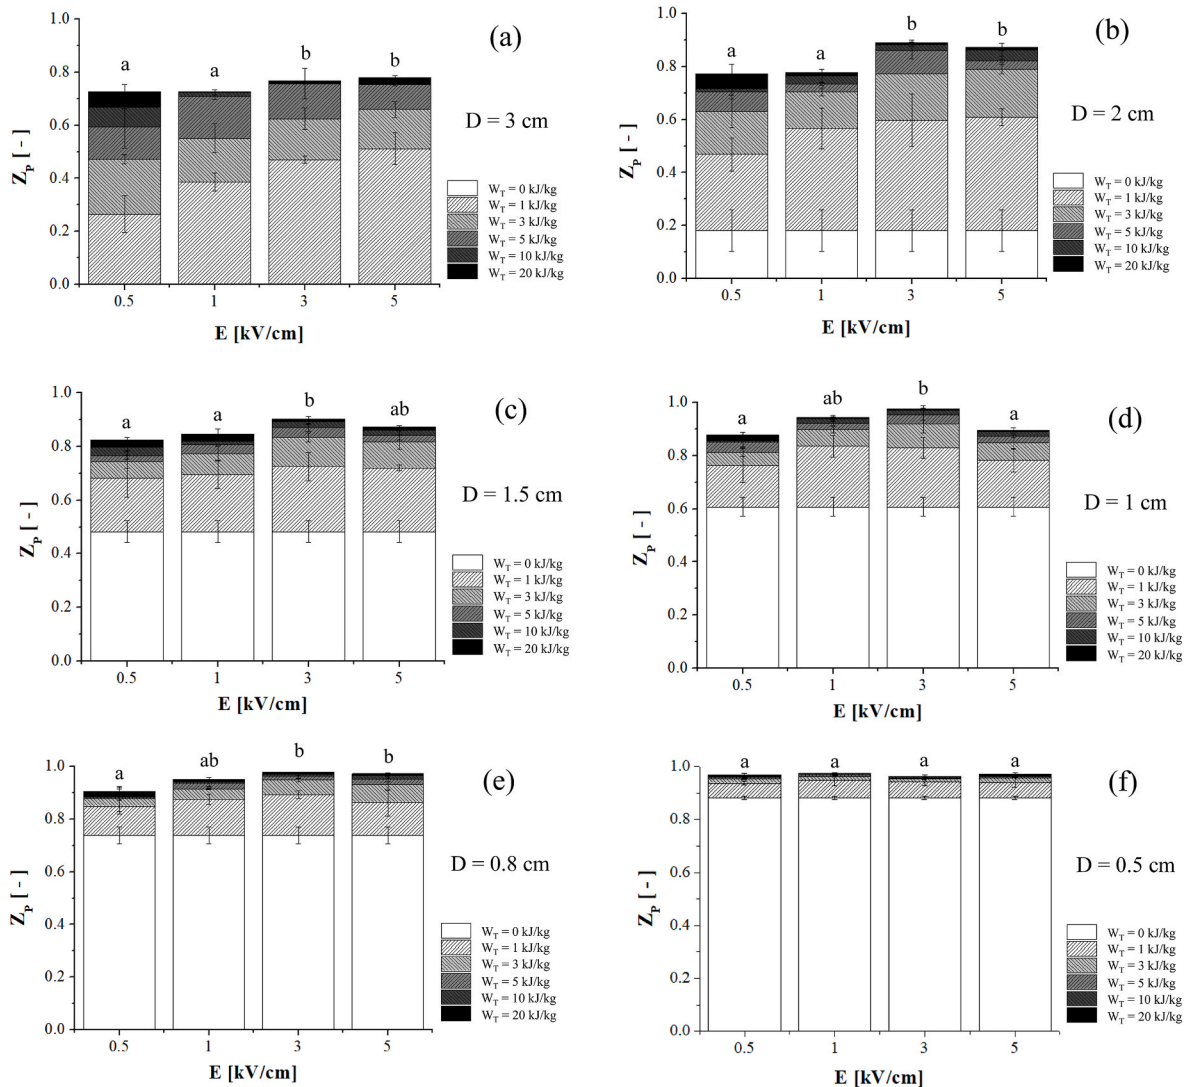 (a)
a a b b
1.0
0.8
0.6
0.4
0.2
0.0
Z_P [ - ]
D = 3 cm
W_T = 0 kJ/kg
W_T = 1 kJ/kg
W_T = 3 kJ/kg
W_T = 5 kJ/kg
W_T = 10 kJ/kg
W_T = 20 kJ/kg
0.5 1 3 5
E [kV/cm]
(b)
a a b b
1.0
0.8
0.6
0.4
0.2
0.0
Z_P [ - ]
D = 2 cm
W_T = 0 kJ/kg
W_T = 1 kJ/kg
W_T = 3 kJ/kg
W_T = 5 kJ/kg
W_T = 10 kJ/kg
W_T = 20 kJ/kg
0.5 1 3 5
E [kV/cm]
(c)
a a b ab
1.0
0.8
0.6
0.4
0.2
0.0
Z_P [ - ]
D = 1.5 cm
W_T = 0 kJ/kg
W_T = 1 kJ/kg
W_T = 3 kJ/kg
W_T = 5 kJ/kg
W_T = 10 kJ/kg
W_T = 20 kJ/kg
0.5 1 3 5
E [kV/cm]
(d)
a ab b a
1.0
0.8
0.6
0.4
0.2
0.0
Z_P [ - ]
D = 1 cm
W_T = 0 kJ/kg
W_T = 1 kJ/kg
W_T = 3 kJ/kg
W_T = 5 kJ/kg
W_T = 10 kJ/kg
W_T = 20 kJ/kg
0.5 1 3 5
E [kV/cm]
(e)
a ab b b
1.0
0.8
0.6
0.4
0.2
0.0
Z_P [ - ]
D = 0.8 cm
W_T = 0 kJ/kg
W_T = 1 kJ/kg
W_T = 3 kJ/kg
W_T = 5 kJ/kg
W_T = 10 kJ/kg
W_T = 20 kJ/kg
0.5 1 3 5
E [kV/cm]
(f)
a a a a
1.0
0.8
0.6
0.4
0.2
0.0
Z_P [ - ]
D = 0.5 cm
W_T = 0 kJ/kg
W_T = 1 kJ/kg
W_T = 3 kJ/kg
W_T = 5 kJ/kg
W_T = 10 kJ/kg
W_T = 20 kJ/kg
0.5 1 3 5
E [kV/cm]